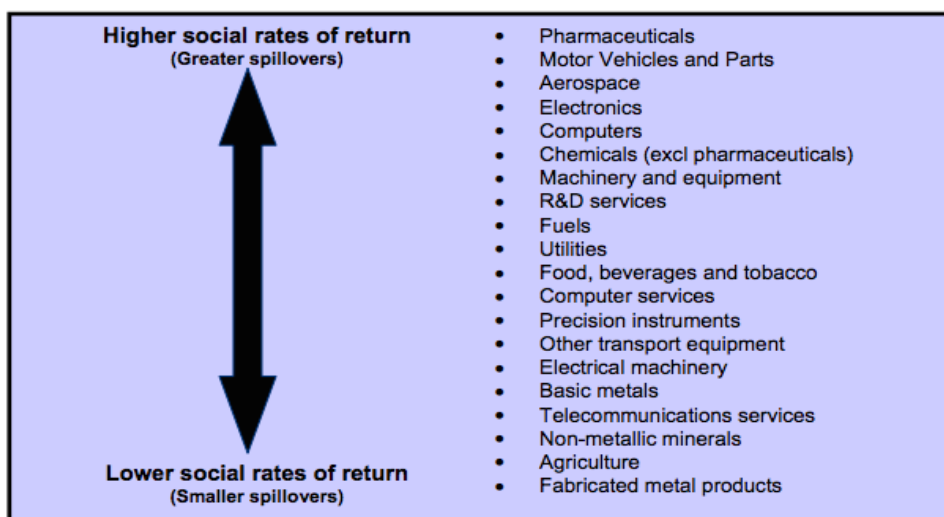 Higher social rates of return
(Greater spillovers)
Lower social rates of return
(Smaller spillovers)
• Pharmaceuticals
• Motor Vehicles and Parts
• Aerospace
• Electronics
• Computers
• Chemicals (excl pharmaceuticals)
• Machinery and equipment
• R&D services
• Fuels
• Utilities
• Food, beverages and tobacco
• Computer services
• Precision instruments
• Other transport equipment
• Electrical machinery
• Basic metals
• Telecommunications services
• Non-metallic minerals
• Agriculture
• Fabricated metal products